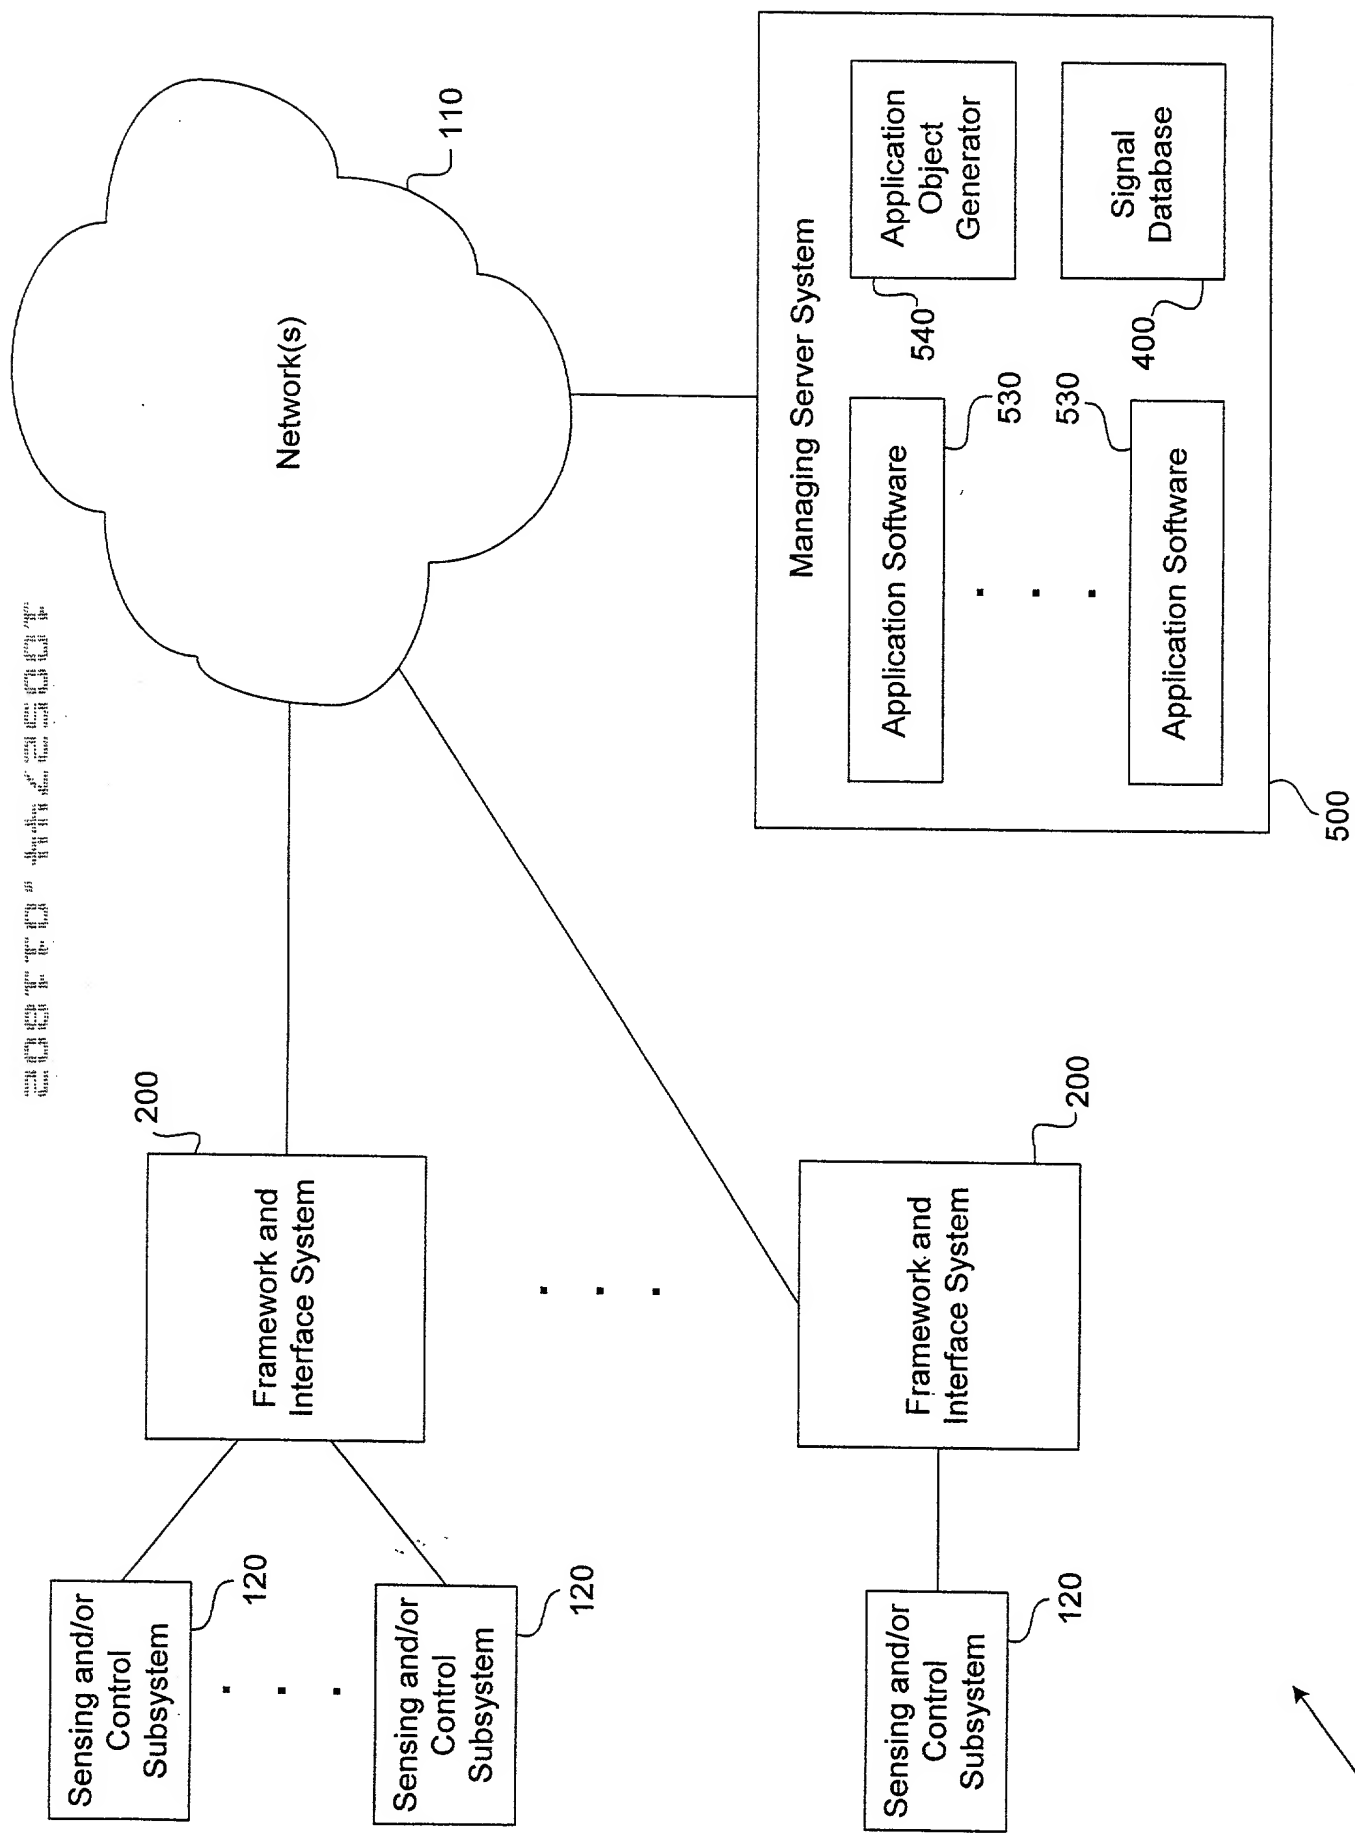 10052744.011802
Sensing and/or
Control
Subsystem
120
Sensing and/or
Control
Subsystem
120
Sensing and/or
Control
Subsystem
120
Framework and
Interface System
200
Framework and
Interface System
200
Network(s)
110
Managing Server System
Application Software
530
Application Software
530
Application
Object
Generator
540
Signal
Database
400
500